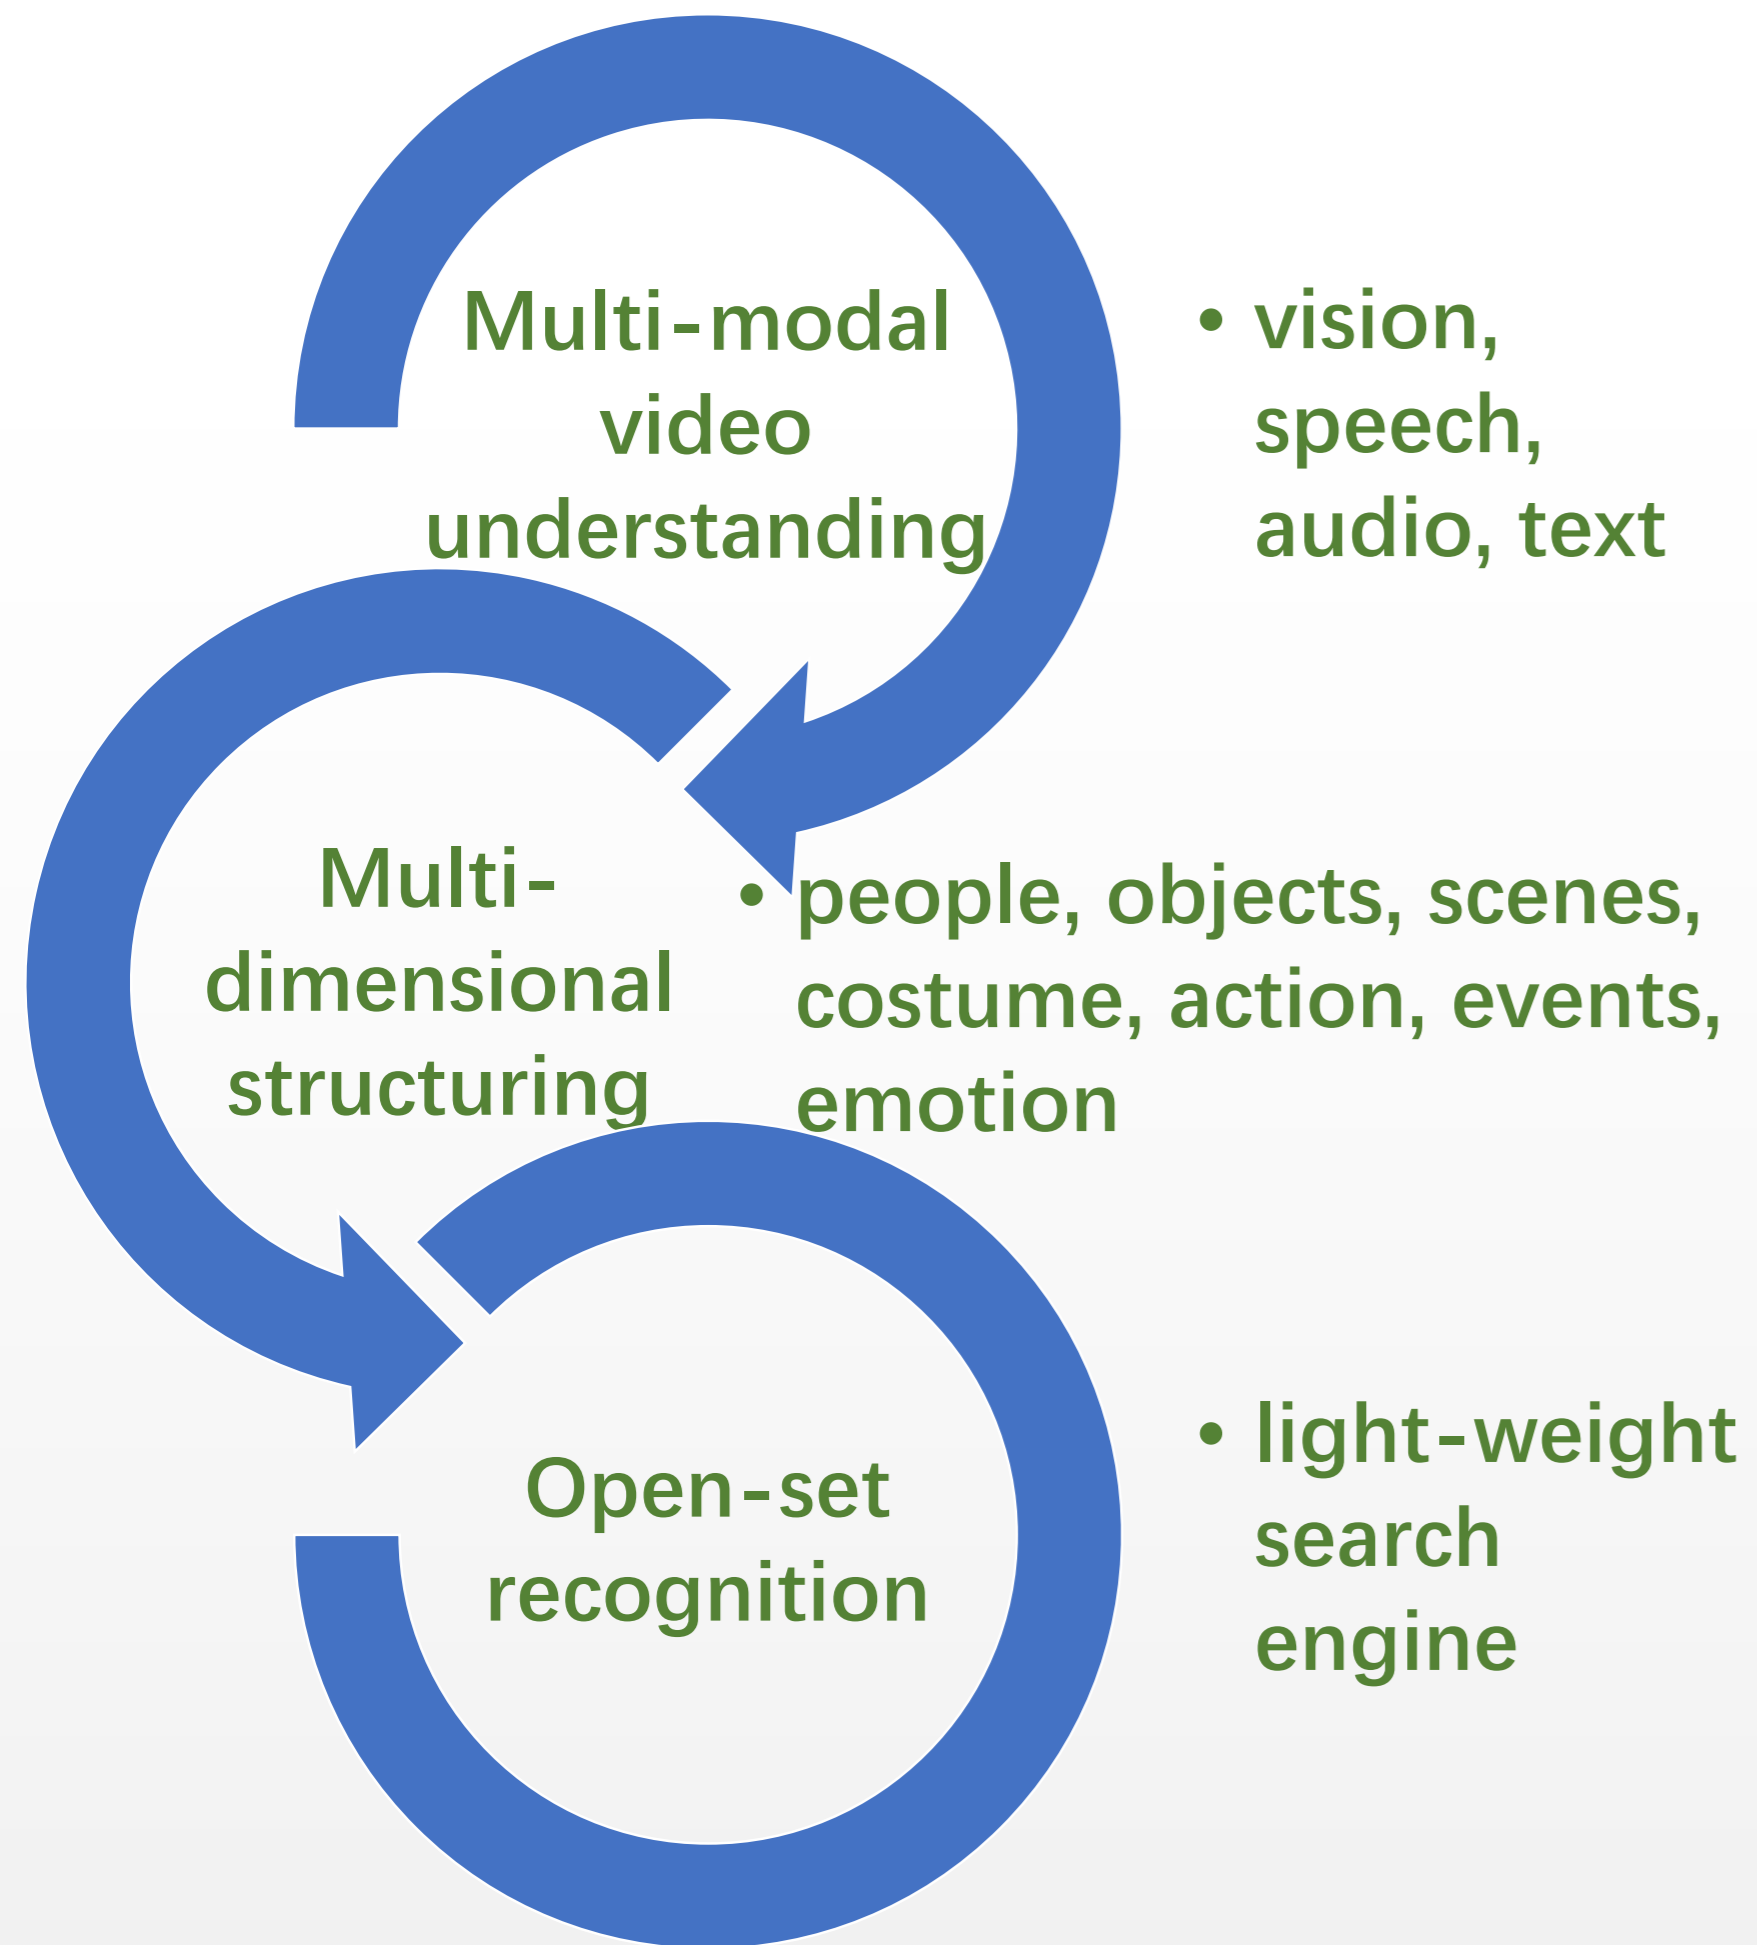 Multi-modal
video
understanding
• vision,
speech,
audio, text
Multi-
dimensional
structuring
• people, objects, scenes,
costume, action, events,
emotion
Open-set
recognition
• light-weight
search
engine